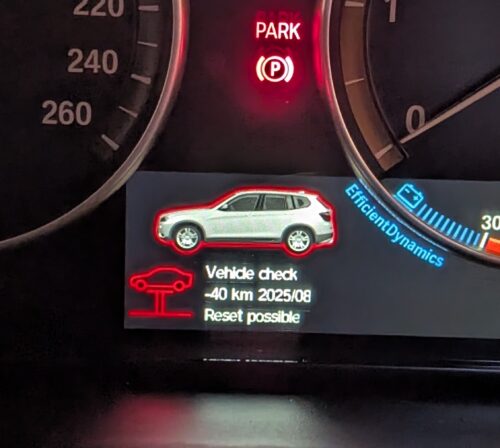 220
240
260
PARK
P
1
0
EfficientDynamics
30
Vehicle check
-40 km 2025/08
Reset possible